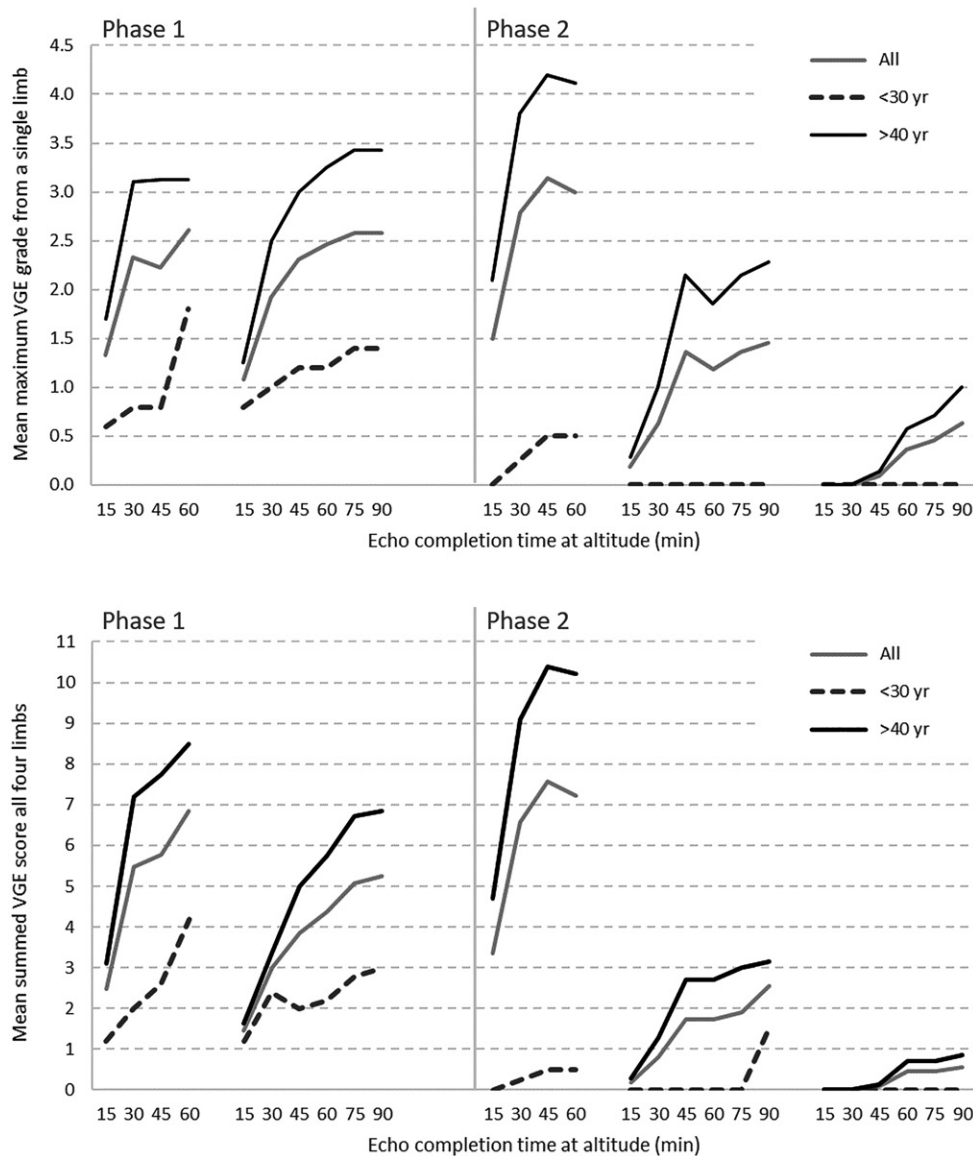 Phase 1
Phase 2
4.5
4.0
3.5
3.0
2.5
2.0
1.5
1.0
0.5
0.0
Mean maximum VGE grade from a single limb
All
<30 yr
>40 yr
15 30 45 60 15 30 45 60 75 90 15 30 45 60 15 30 45 60 75 90 15 30 45 60 75 90
Echo completion time at altitude (min)
Phase 1
Phase 2
11
10
9
8
7
6
5
4
3
2
1
0
Mean summed VGE score all four limbs
All
<30 yr
>40 yr
15 30 45 60 15 30 45 60 75 90 15 30 45 60 15 30 45 60 75 90 15 30 45 60 75 90
Echo completion time at altitude (min)